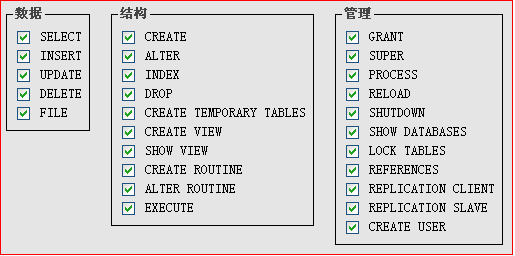 数据
SELECT
INSERT
UPDATE
DELETE
FILE
结构
CREATE
ALTER
INDEX
DROP
CREATE TEMPORARY TABLES
CREATE VIEW
SHOW VIEW
CREATE ROUTINE
ALTER ROUTINE
EXECUTE
管理
GRANT
SUPER
PROCESS
RELOAD
SHUTDOWN
SHOW DATABASES
LOCK TABLES
REFERENCES
REPLICATION CLIENT
REPLICATION SLAVE
CREATE USER